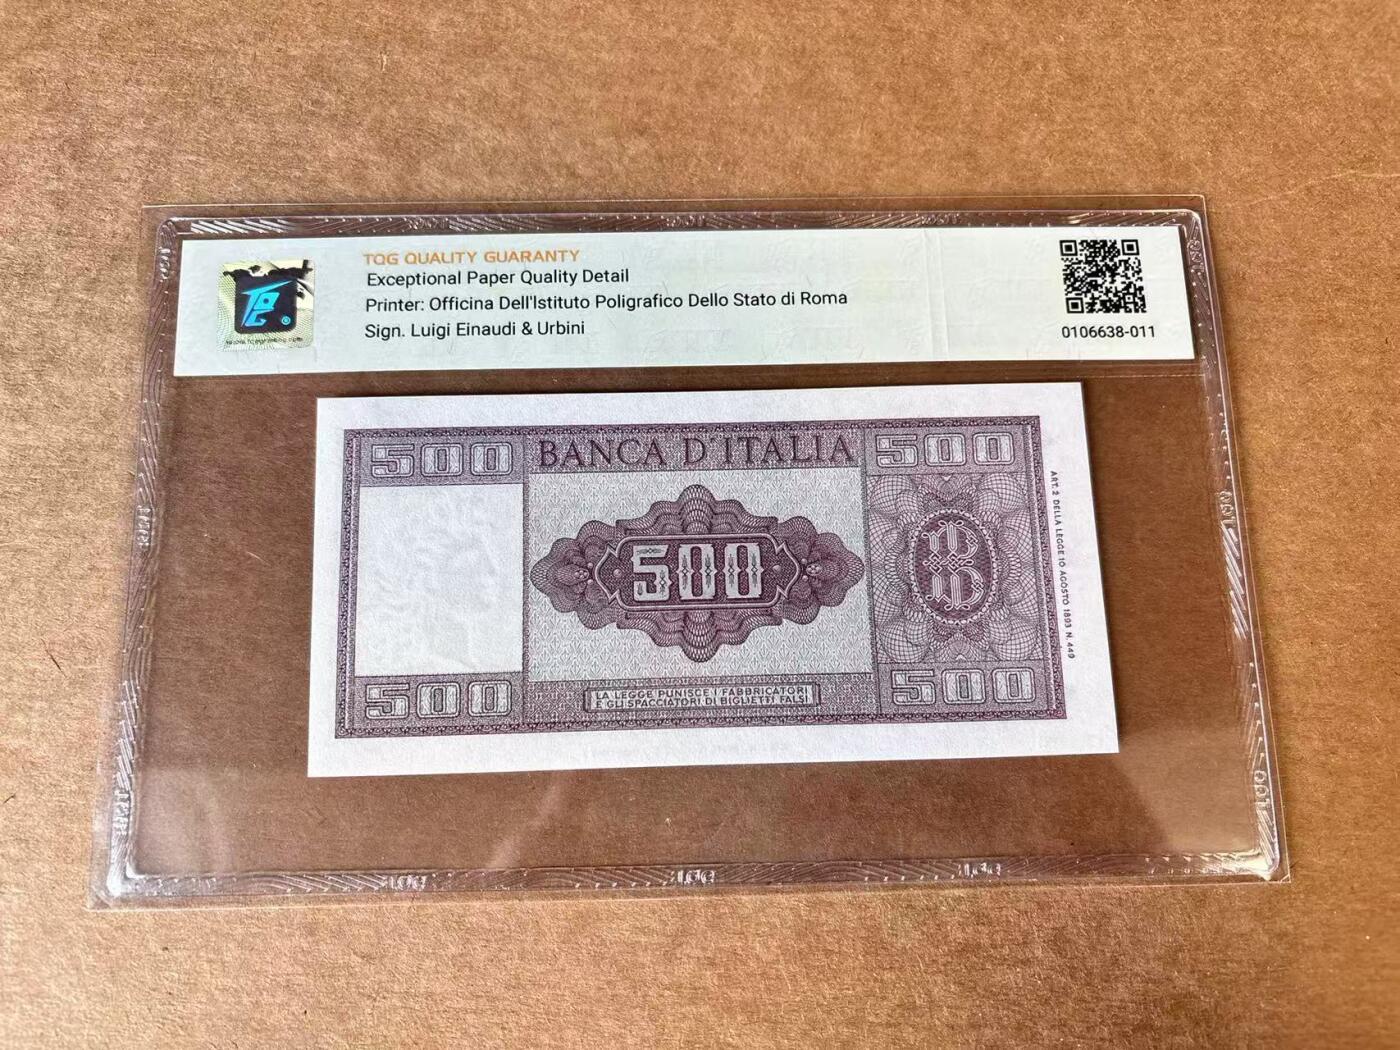 TQG QUALITY GUARANTY
Exceptional Paper Quality Detail
Printer: Officina Dell'Istituto Poligrafico Dello Stato di Roma
Sign. Luigi Einaudi & Urbini
0106638-011
500
BANCA D'ITALIA
500
500
500
500
LA LEGGE PUNISCE I FABBRICATORI
E GLI SPACCIATORI DI BIGLIETTI FALSI
ART. 2 DELLA LEGGE 10 AGOSTO 1893 N. 449